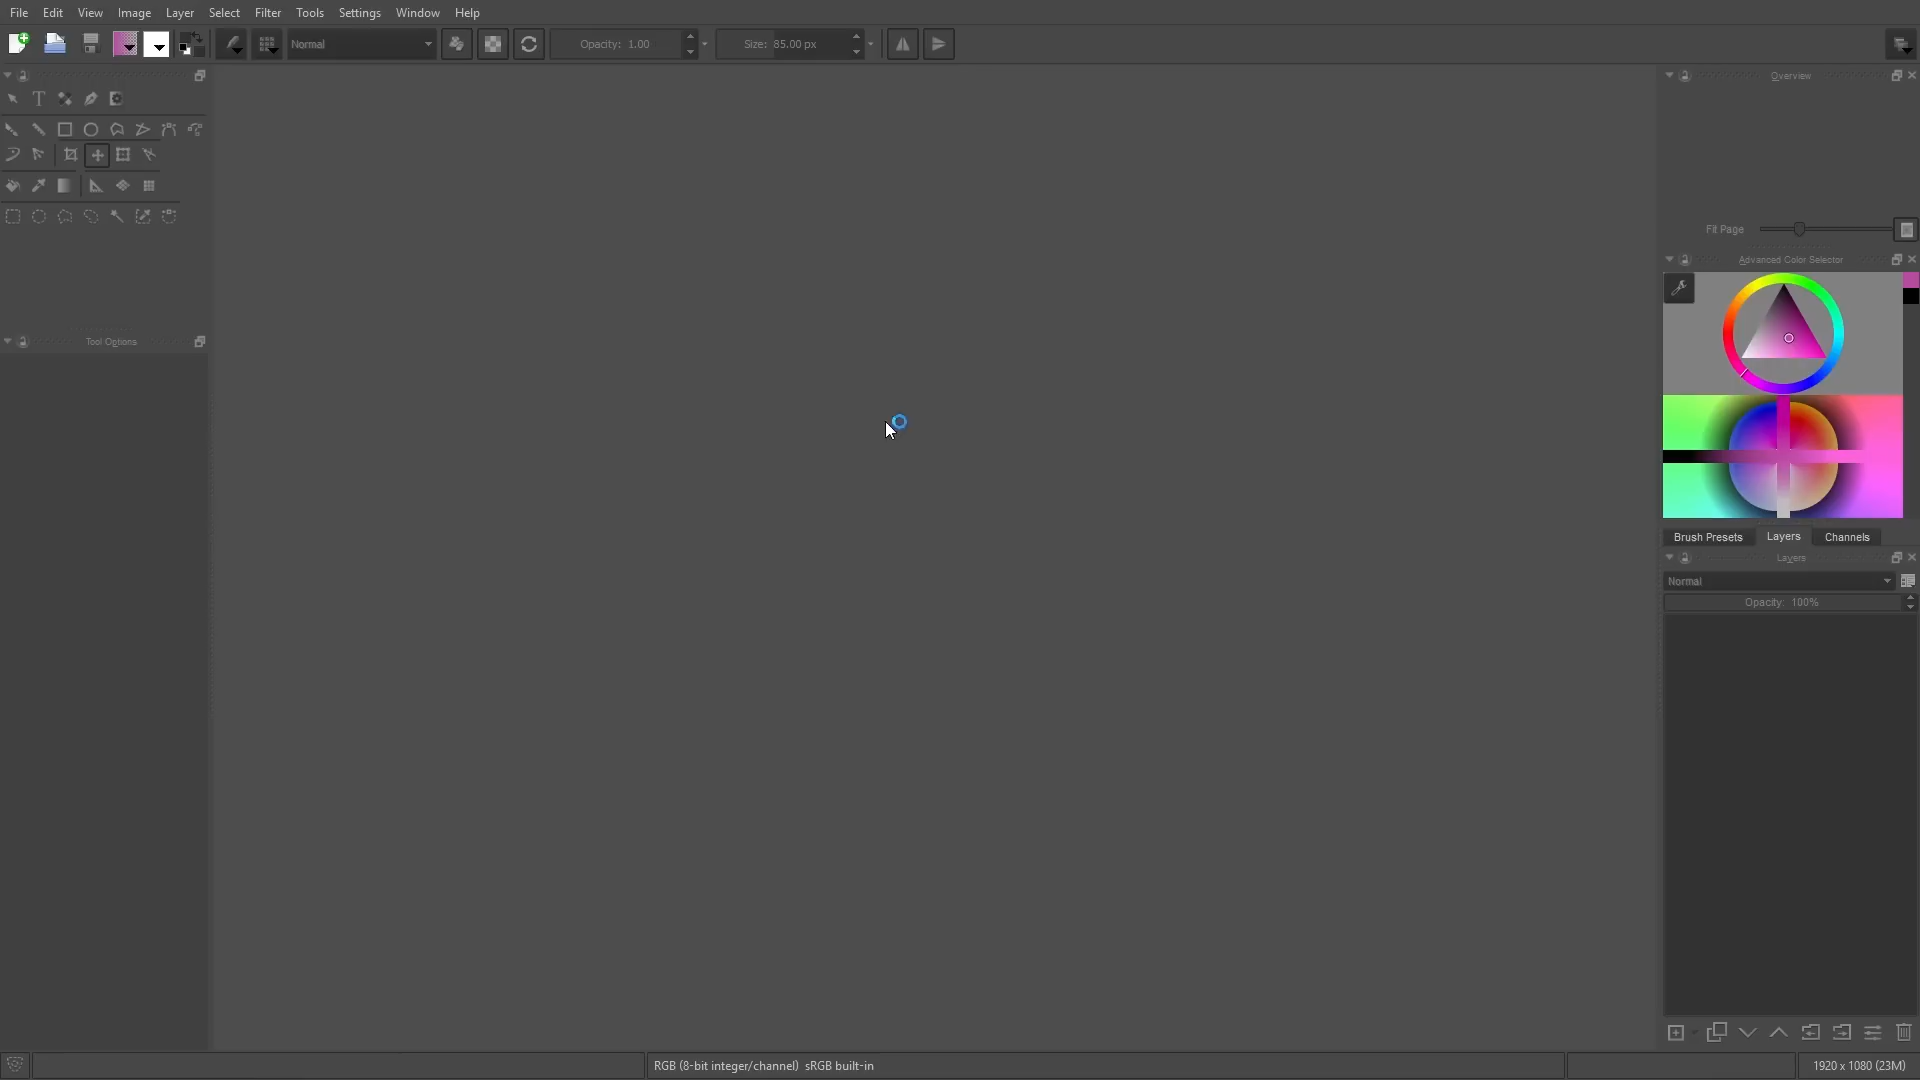 File Edit View Image Layer Select Filter Tools Settings Window Help
Normal Opacity: 1.00 Size: 85.00 px
Overview
Fit Page
Advanced Color Selector
Tool Options
Brush Presets Layers Channels
Layers
Normal
Opacity: 100%
RGB (8-bit integer/channel) sRGB built-in 1920 x 1080 (23M)